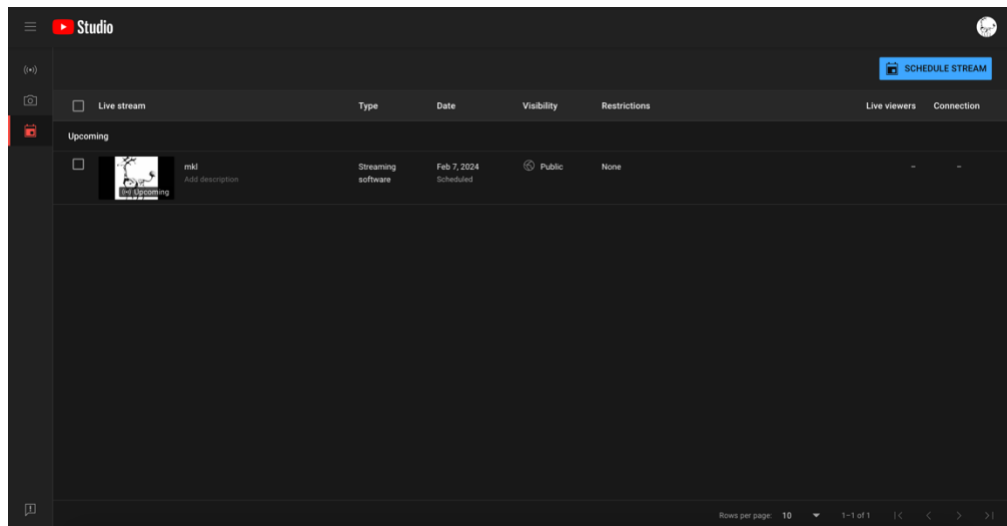 Studio
SCHEDULE STREAM
Live stream Type Date Visibility Restrictions Live viewers Connection
Upcoming
mkl Streaming Feb 7, 2024 Public None – –
Add description software Scheduled
Upcoming
Rows per page: 10 1–1 of 1